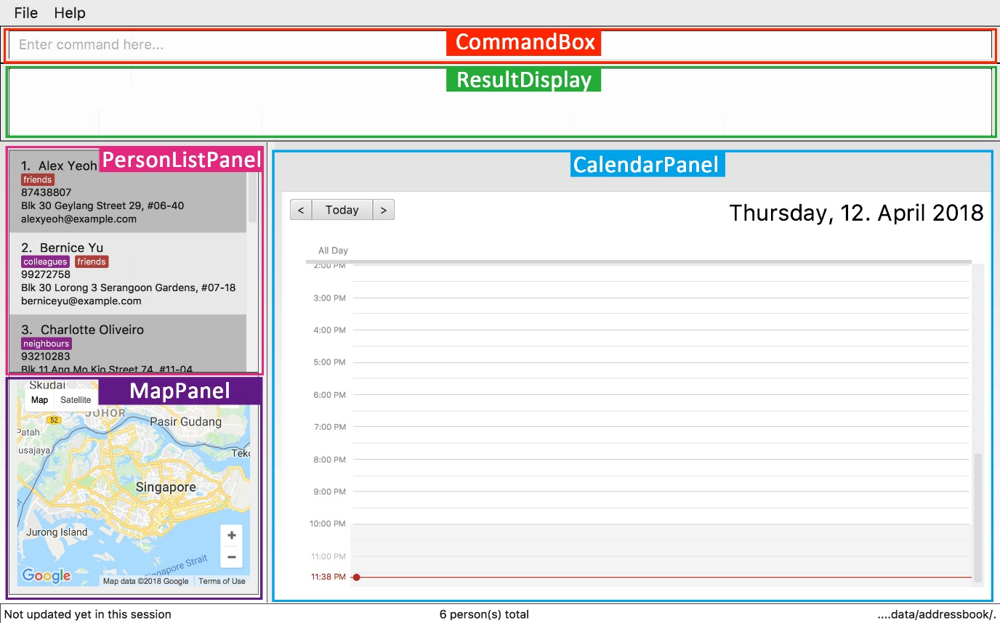 File Help
Enter command here...
CommandBox
ResultDisplay
PersonListPanel
1. Alex Yeoh
friends
87438807
Blk 30 Geylang Street 29, #06-40
alexyeoh@example.com
2. Bernice Yu
colleagues friends
99272758
Blk 30 Lorong 3 Serangoon Gardens, #07-18
berniceyu@example.com
3. Charlotte Oliveiro
neighbours
93210283
Blk 11 Ang Mo Kio Street 74, #11-04
MapPanel
Skudai
Map Satellite
JOHOR
52
Pasir Gudang
Patah
usajaya
Teko
Singapore
Jurong Island
ingapore Strait
Google
Map data ©2018 Google Terms of Use
CalendarPanel
< Today >
Thursday, 12. April 2018
All Day
2:00 PM
3:00 PM
4:00 PM
5:00 PM
6:00 PM
7:00 PM
8:00 PM
9:00 PM
10:00 PM
11:00 PM
11:38 PM
Not updated yet in this session
6 person(s) total
....data/addressbook/.